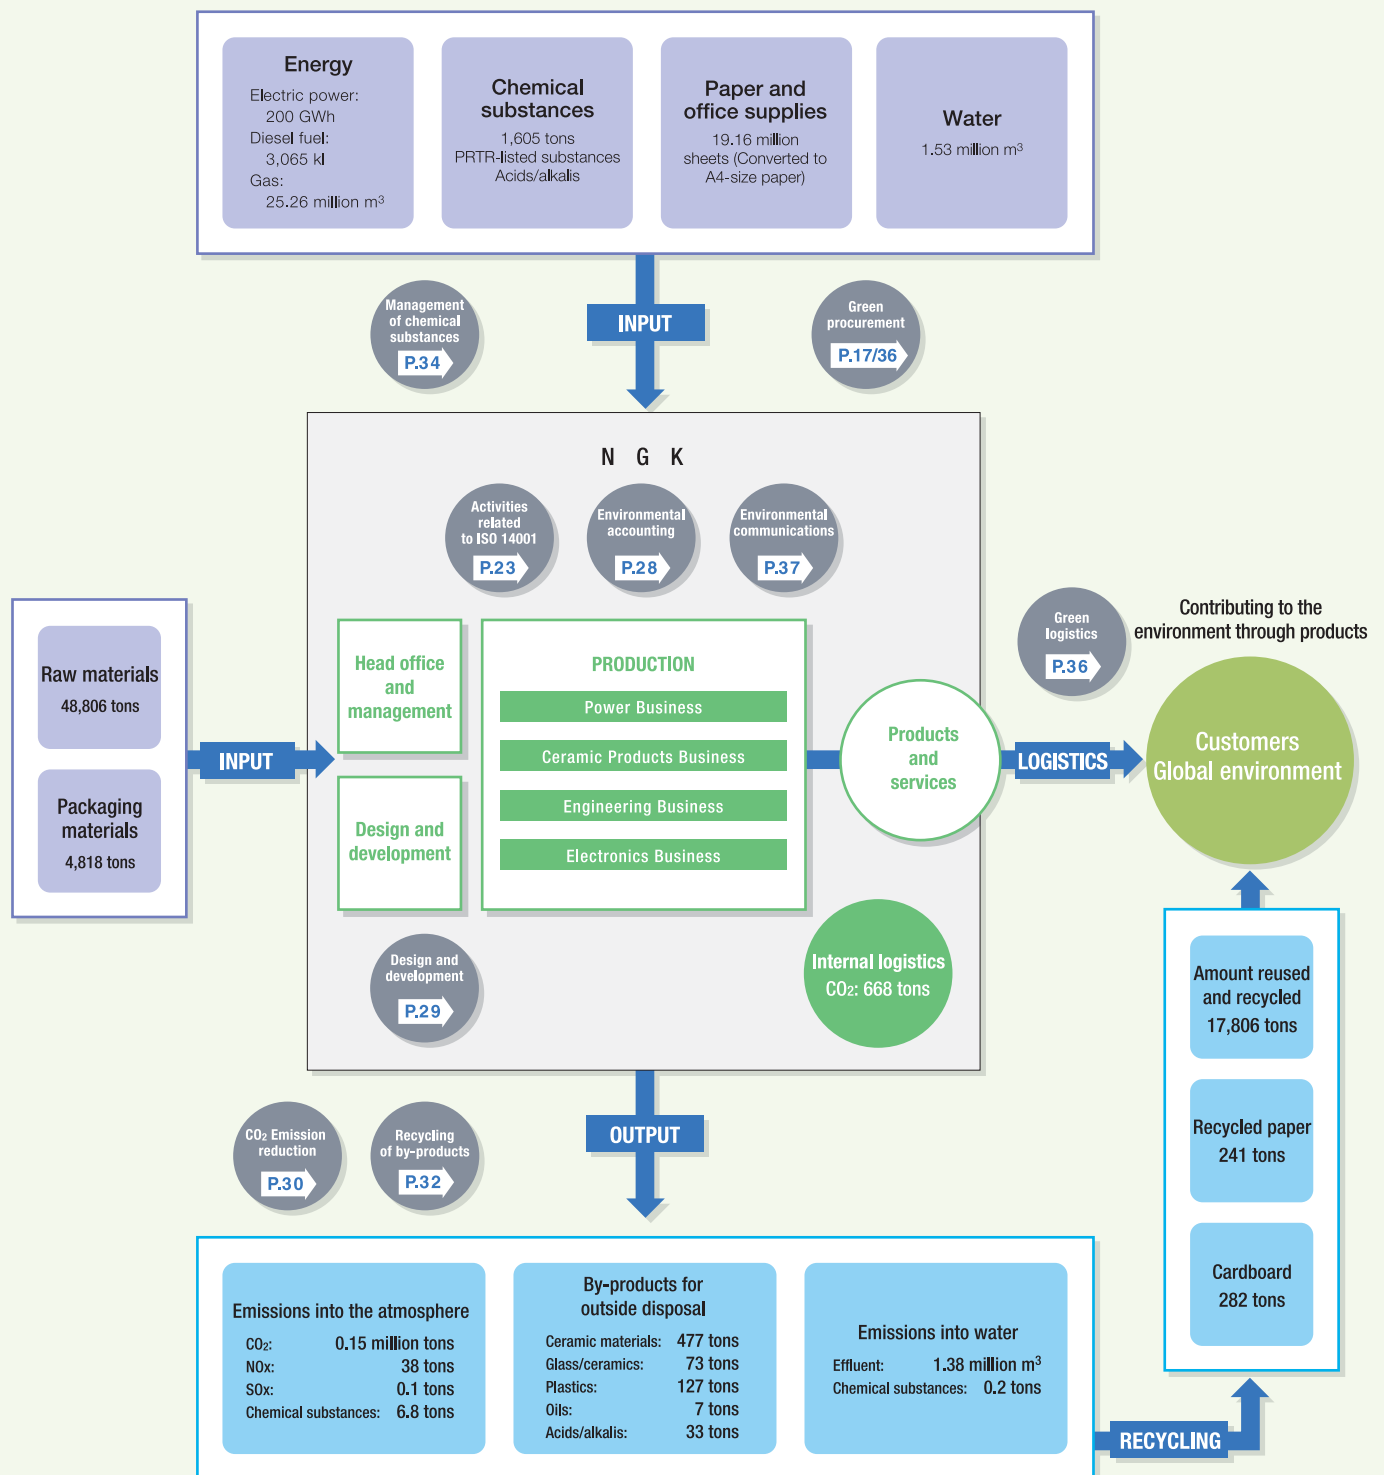 Energy
Electric power:
200 GWh
Diesel fuel:
3,065 kl
Gas:
25.26 million m³
Chemical
substances
1,605 tons
PRTR-listed substances
Acids/alkalis
Paper and
office supplies
19.16 million
sheets (Converted to
A4-size paper)
Water
1.53 million m³
Management
of chemical
substances
P.34
INPUT
Green
procurement
P.17/36
N G K
Activities
related
to ISO 14001
P.23
Environmental
accounting
P.28
Environmental
communications
P.37
Raw materials
48,806 tons
Packaging
materials
4,818 tons
INPUT
Head office
and
management
Design and
development
PRODUCTION
Power Business
Ceramic Products Business
Engineering Business
Electronics Business
Products
and
services
Green
logistics
P.36
LOGISTICS
Contributing to the
environment through products
Customers
Global environment
Design and
development
P.29
Internal logistics
CO₂: 668 tons
CO₂ Emission
reduction
P.30
Recycling
of by-products
P.32
OUTPUT
Amount reused
and recycled
17,806 tons
Recycled paper
241 tons
Cardboard
282 tons
Emissions into the atmosphere
CO₂: 0.15 million tons
NOx: 38 tons
SOx: 0.1 tons
Chemical substances: 6.8 tons
By-products for
outside disposal
Ceramic materials: 477 tons
Glass/ceramics: 73 tons
Plastics: 127 tons
Oils: 7 tons
Acids/alkalis: 33 tons
Emissions into water
Effluent: 1.38 million m³
Chemical substances: 0.2 tons
RECYCLING